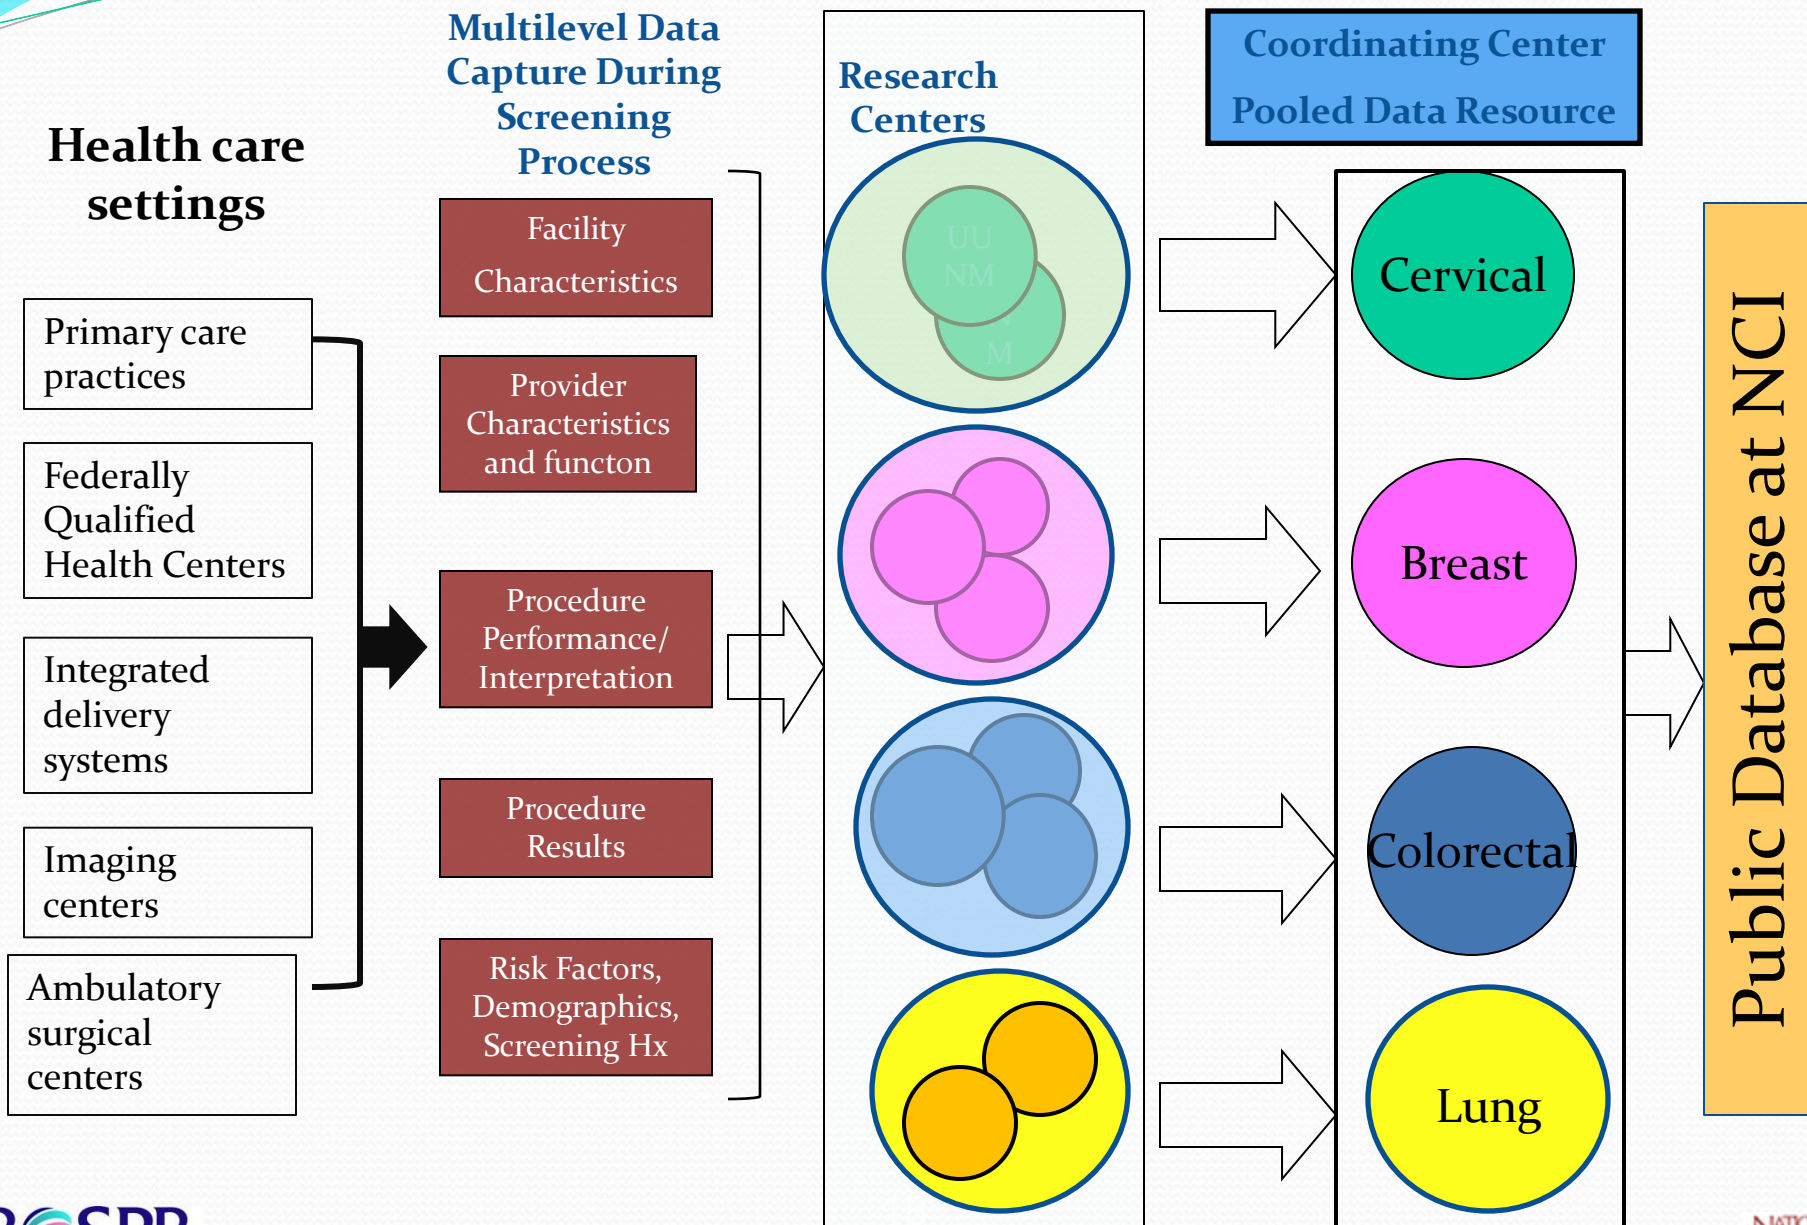 Health care
settings
Primary care
practices
Federally
Qualified
Health Centers
Integrated
delivery
systems
Imaging
centers
Ambulatory
surgical
centers
Multilevel Data
Capture During
Screening
Process
Facility
Characteristics
Provider
Characteristics
and functon
Procedure
Performance/
Interpretation
Procedure
Results
Risk Factors,
Demographics,
Screening Hx
Research
Centers
UU
NM
M
Coordinating Center
Pooled Data Resource
Cervical
Breast
Colorectal
Lung
Public Database at NCI